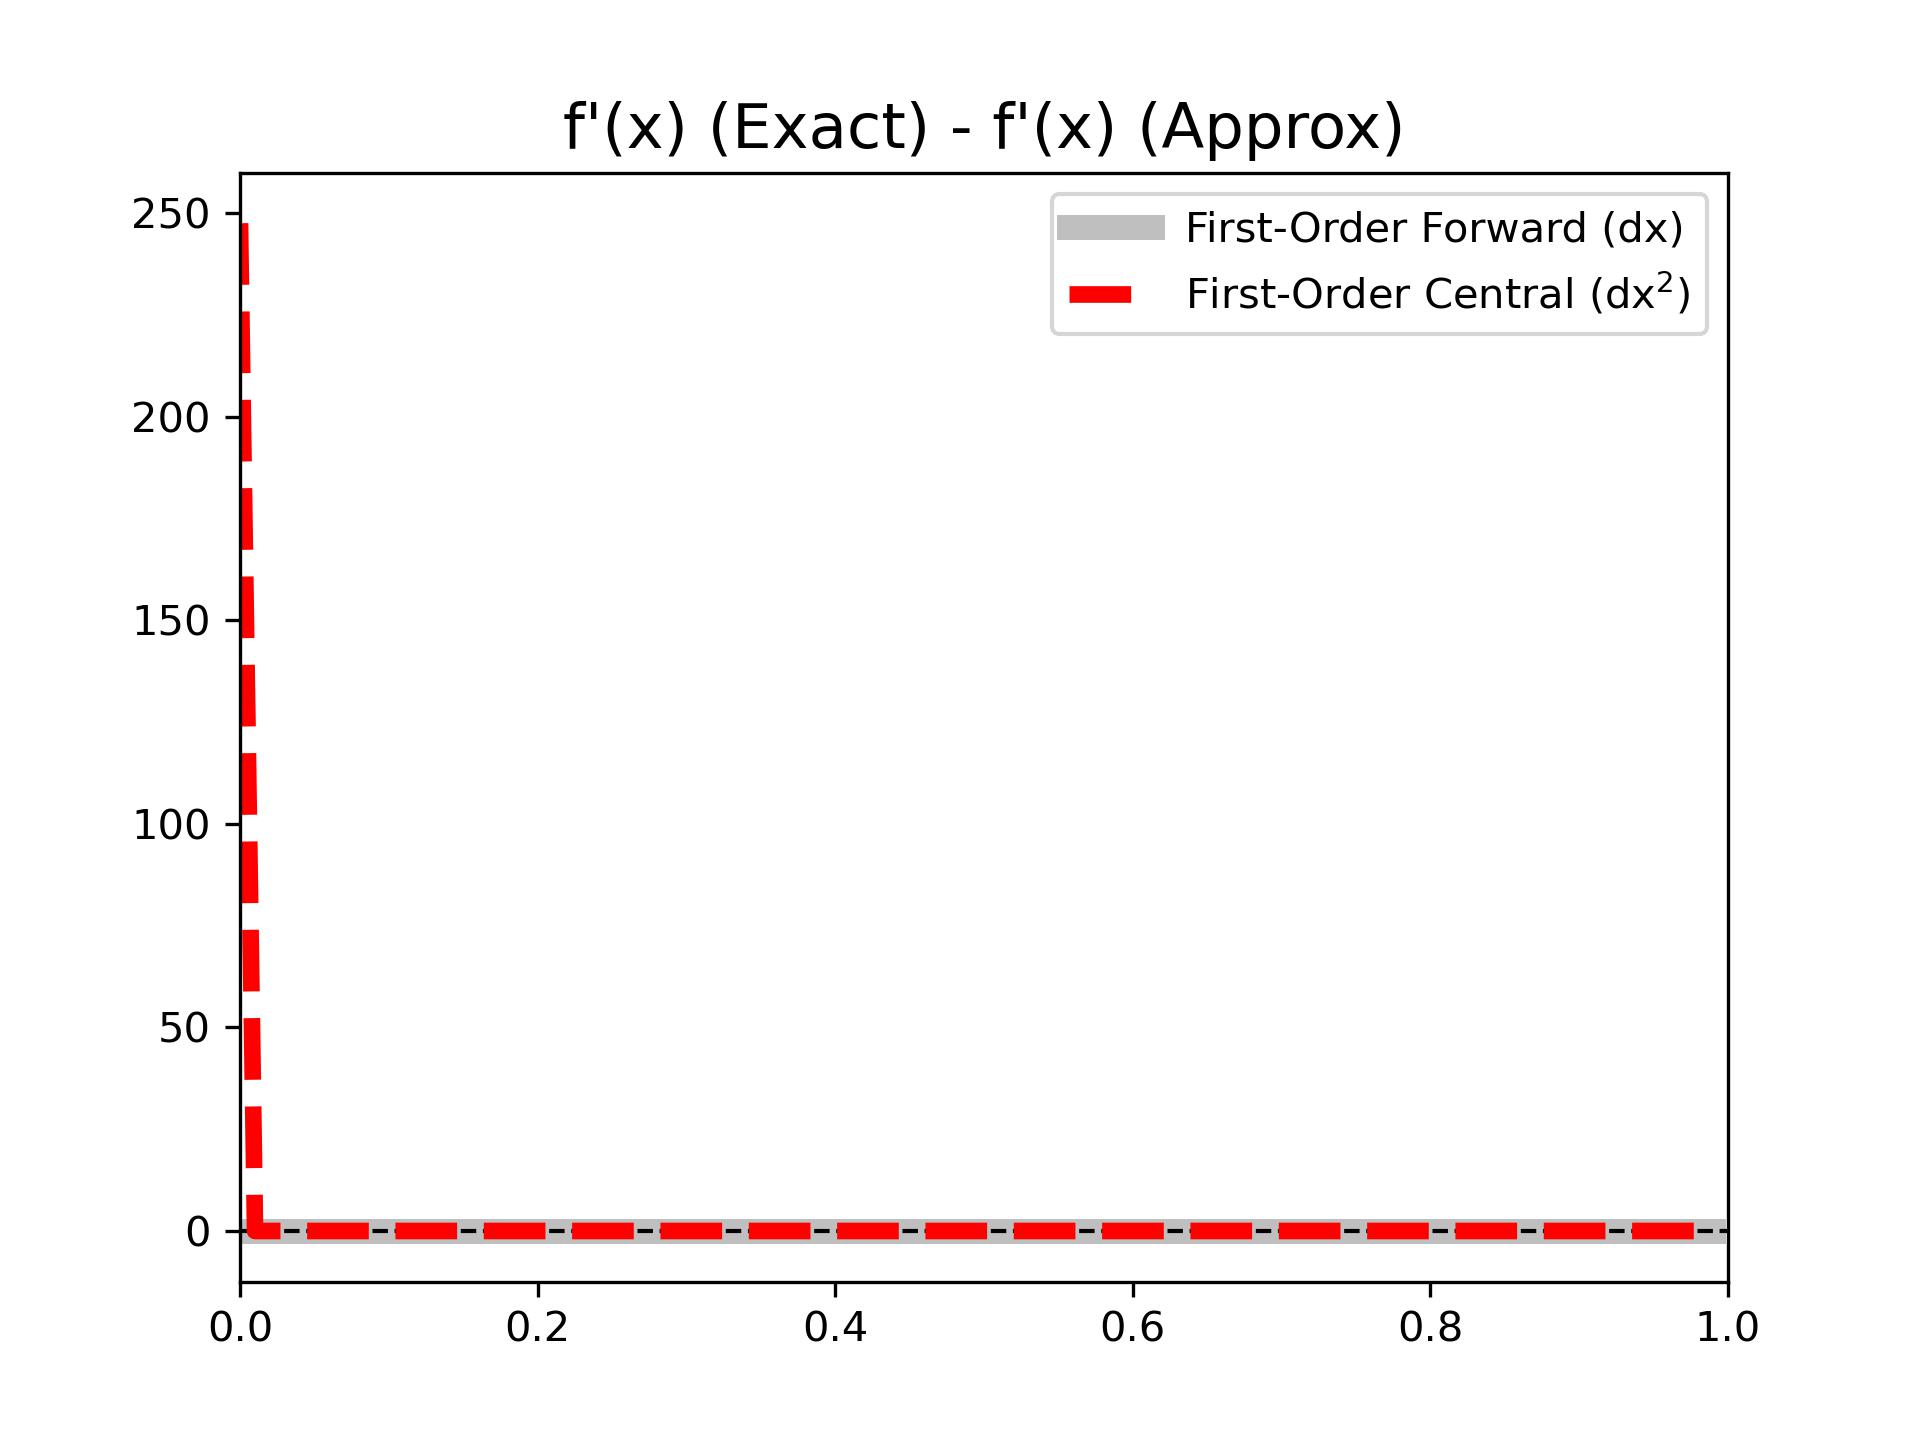 f'(x) (Exact) - f'(x) (Approx)
First-Order Forward (dx)
First-Order Central (dx²)
250
200
150
100
50
0
0.0 0.2 0.4 0.6 0.8 1.0